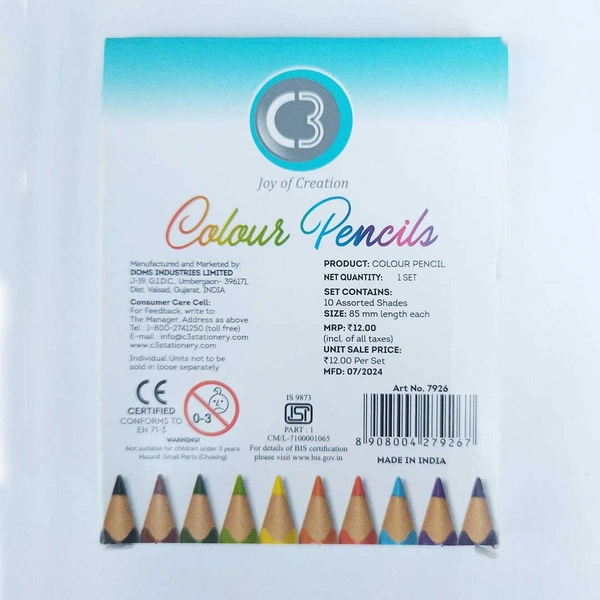 C3
Joy of Creation
Colour Pencils
Manufactured and Marketed by:
DOMS INDUSTRIES LIMITED
J-19, G.I.D.C., Umbergaon- 396171,
Dist. Valsad, Gujarat, INDIA
Consumer Care Cell:
For Feedback, write to:
The Manager, Address as above
Tel : 1-800-2741250 (toll free)
E-mail : info@c3stationery.com
www.c3stationery.com
Individual Units not to be
sold in loose separately
PRODUCT: COLOUR PENCIL
NET QUANTITY: 1 SET
SET CONTAINS:
10 Assorted Shades
SIZE: 85 mm length each
MRP: ₹12.00
(incl. of all taxes)
UNIT SALE PRICE:
₹12.00 Per Set
MFD: 07/2024
CE
CERTIFIED
CONFORMS TO
EN 71-3
0-3
WARNING!
Not suitable for children under 3 years
Hazard: Small Parts (Choking)
IS 9873
ISI
PART : 1
CM/L-7100001065
For details of BIS certification
please visit www.bis.gov.in
Art No. 7926
8 908004 279267
MADE IN INDIA